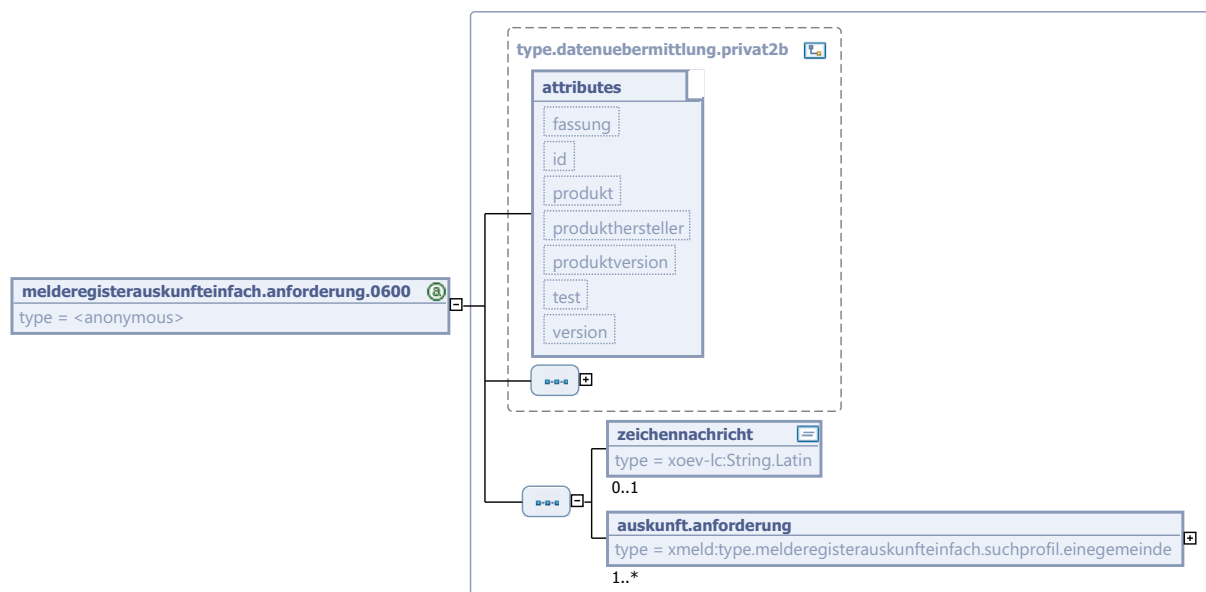 type.datenuebermittlung.privat2b
attributes
fassung
id
produkt
produkthersteller
produktversion
test
version
melderegisterauskunfteinfach.anforderung.0600 a
type = <anonymous>
zeichennachricht
type = xoev-lc:String.Latin
0..1
auskunft.anforderung
type = xmeld:type.melderegisterauskunfteinfach.suchprofil.einegemeinde
1..*